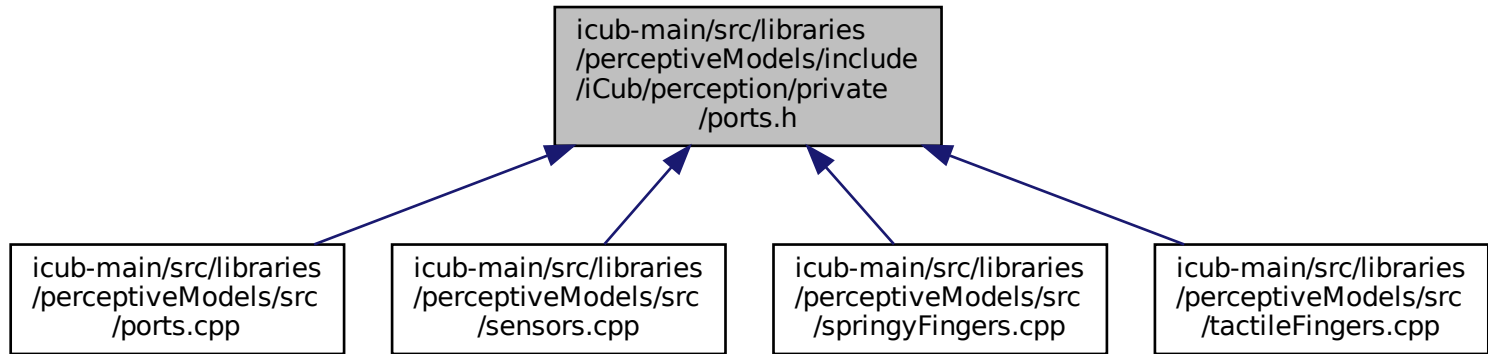 icub-main/src/libraries
/perceptiveModels/include
/iCub/perception/private
/ports.h
icub-main/src/libraries
/perceptiveModels/src
/ports.cpp
icub-main/src/libraries
/perceptiveModels/src
/sensors.cpp
icub-main/src/libraries
/perceptiveModels/src
/springyFingers.cpp
icub-main/src/libraries
/perceptiveModels/src
/tactileFingers.cpp